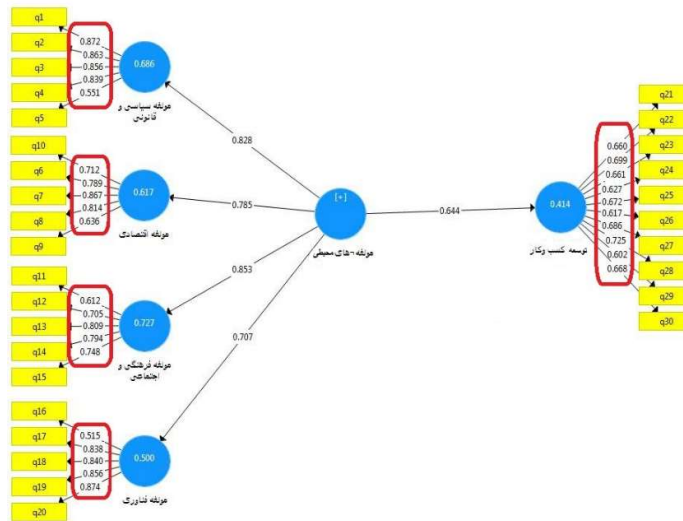 q1
q2
q3
q4
q5
0.872
0.863
0.856
0.839
0.551
0.686
مولفه سیاسی و
قانونی
q10
q6
q7
q8
q9
0.712
0.789
0.867
0.814
0.636
0.617
مولفه اقتصادی
q11
q12
q13
q14
q15
0.612
0.705
0.809
0.794
0.748
0.727
مولفه فرهنگی و
اجتماعی
q16
q17
q18
q19
q20
0.515
0.838
0.840
0.856
0.874
0.500
مولفه فناوری
0.828
0.785
0.853
0.707
[+]
مولفه¬های محیطی
0.644
0.414
توسعه کسب وکار
0.660
0.699
0.661
0.627
0.672
0.617
0.686
0.725
0.602
0.668
q21
q22
q23
q24
q25
q26
q27
q28
q29
q30